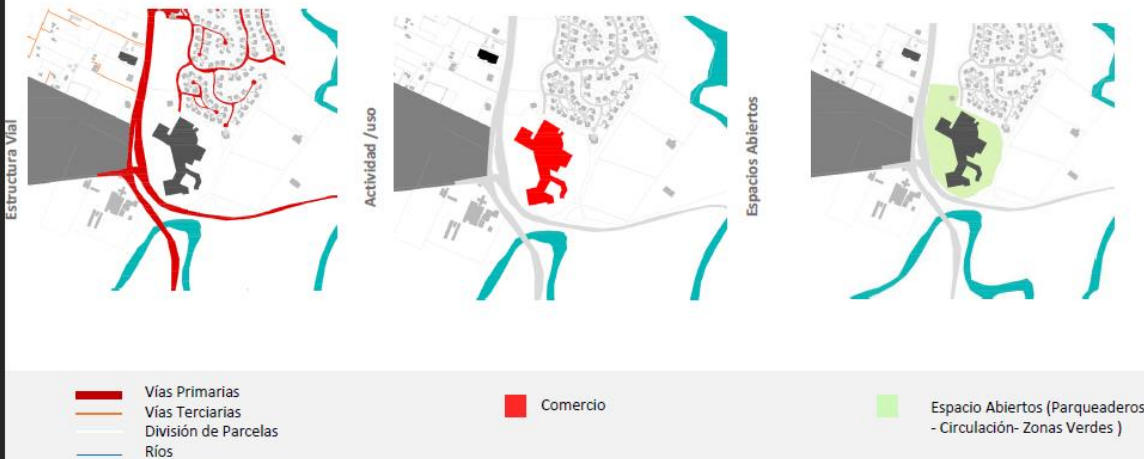 Estructura Vial
Actividad /uso
Espacios Abiertos
Vías Primarias
Vías Terciarias
División de Parcelas
Ríos
Comercio
Espacio Abiertos (Parqueaderos
- Circulación- Zonas Verdes )